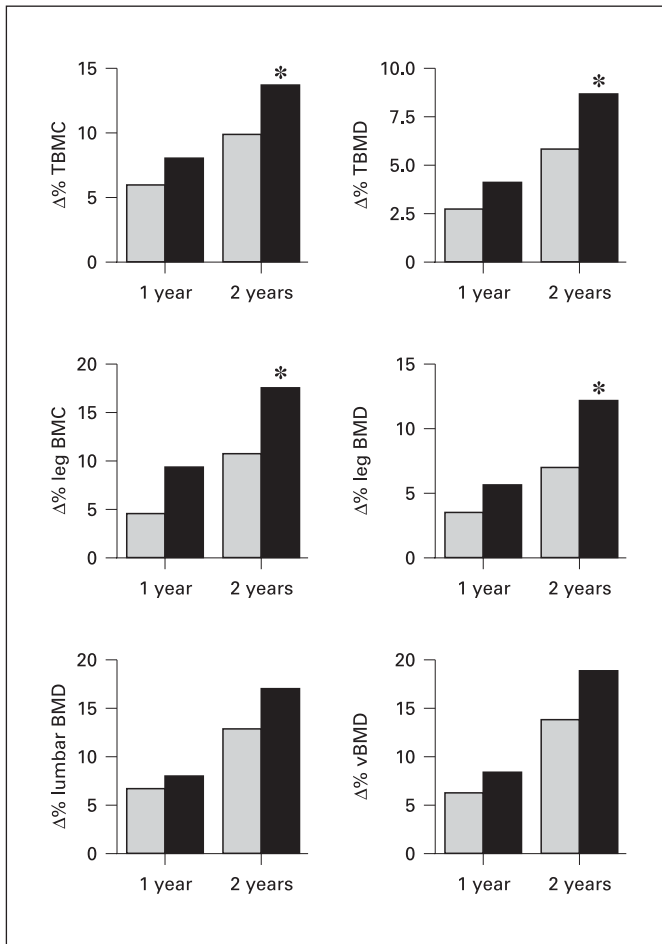 Δ% TBMC
15
10
5
0
*
1 year
2 years
Δ% TBMD
10.0
7.5
5.0
2.5
0
*
1 year
2 years
Δ% leg BMC
20
15
10
5
0
*
1 year
2 years
Δ% leg BMD
15
10
5
0
*
1 year
2 years
Δ% lumbar BMD
20
15
10
5
0
1 year
2 years
Δ% vBMD
20
15
10
5
0
1 year
2 years